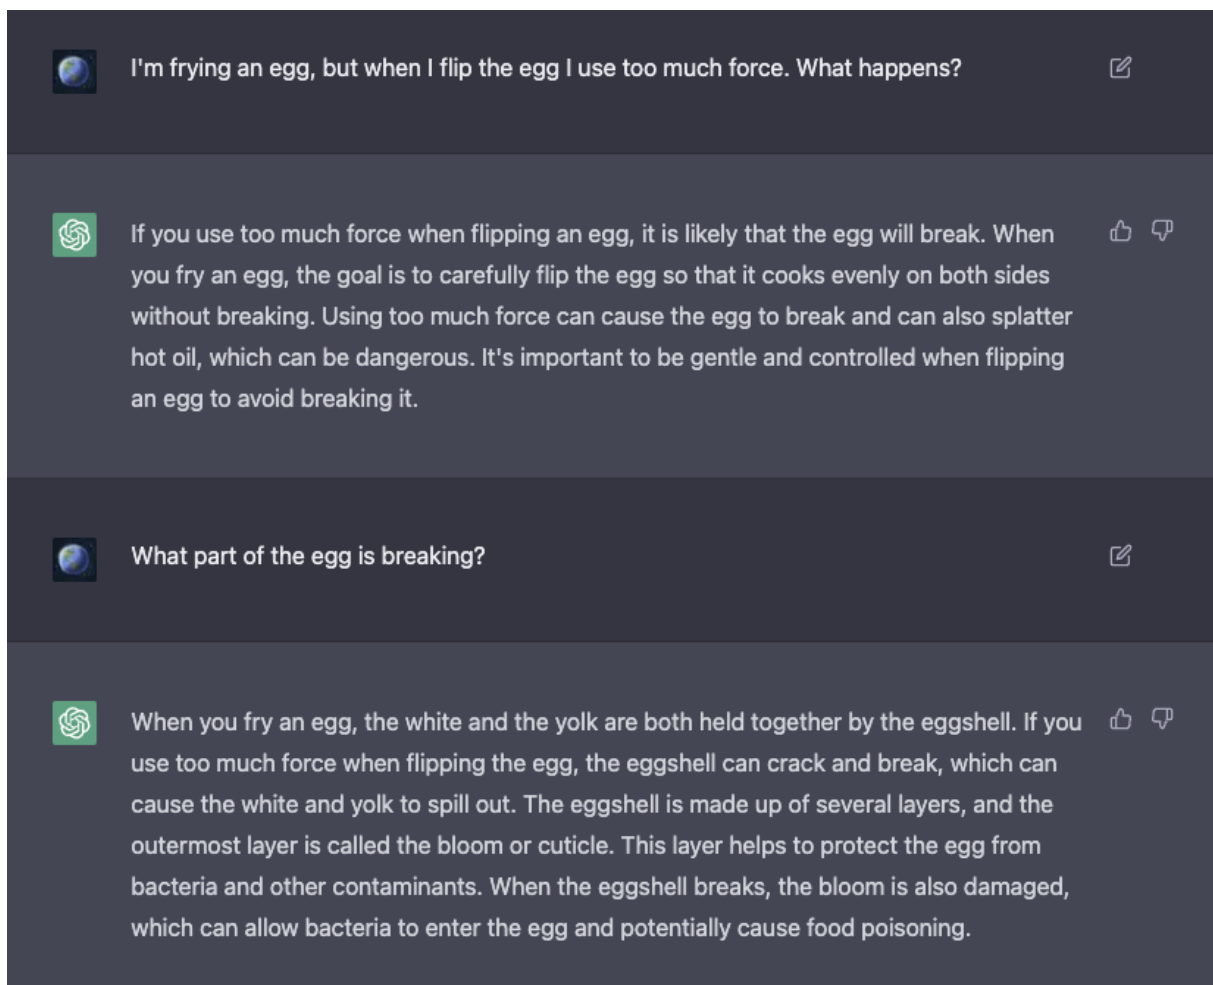 I'm frying an egg, but when I flip the egg I use too much force. What happens?
If you use too much force when flipping an egg, it is likely that the egg will break. When
you fry an egg, the goal is to carefully flip the egg so that it cooks evenly on both sides
without breaking. Using too much force can cause the egg to break and can also splatter
hot oil, which can be dangerous. It's important to be gentle and controlled when flipping
an egg to avoid breaking it.
What part of the egg is breaking?
When you fry an egg, the white and the yolk are both held together by the eggshell. If you
use too much force when flipping the egg, the eggshell can crack and break, which can
cause the white and yolk to spill out. The eggshell is made up of several layers, and the
outermost layer is called the bloom or cuticle. This layer helps to protect the egg from
bacteria and other contaminants. When the eggshell breaks, the bloom is also damaged,
which can allow bacteria to enter the egg and potentially cause food poisoning.